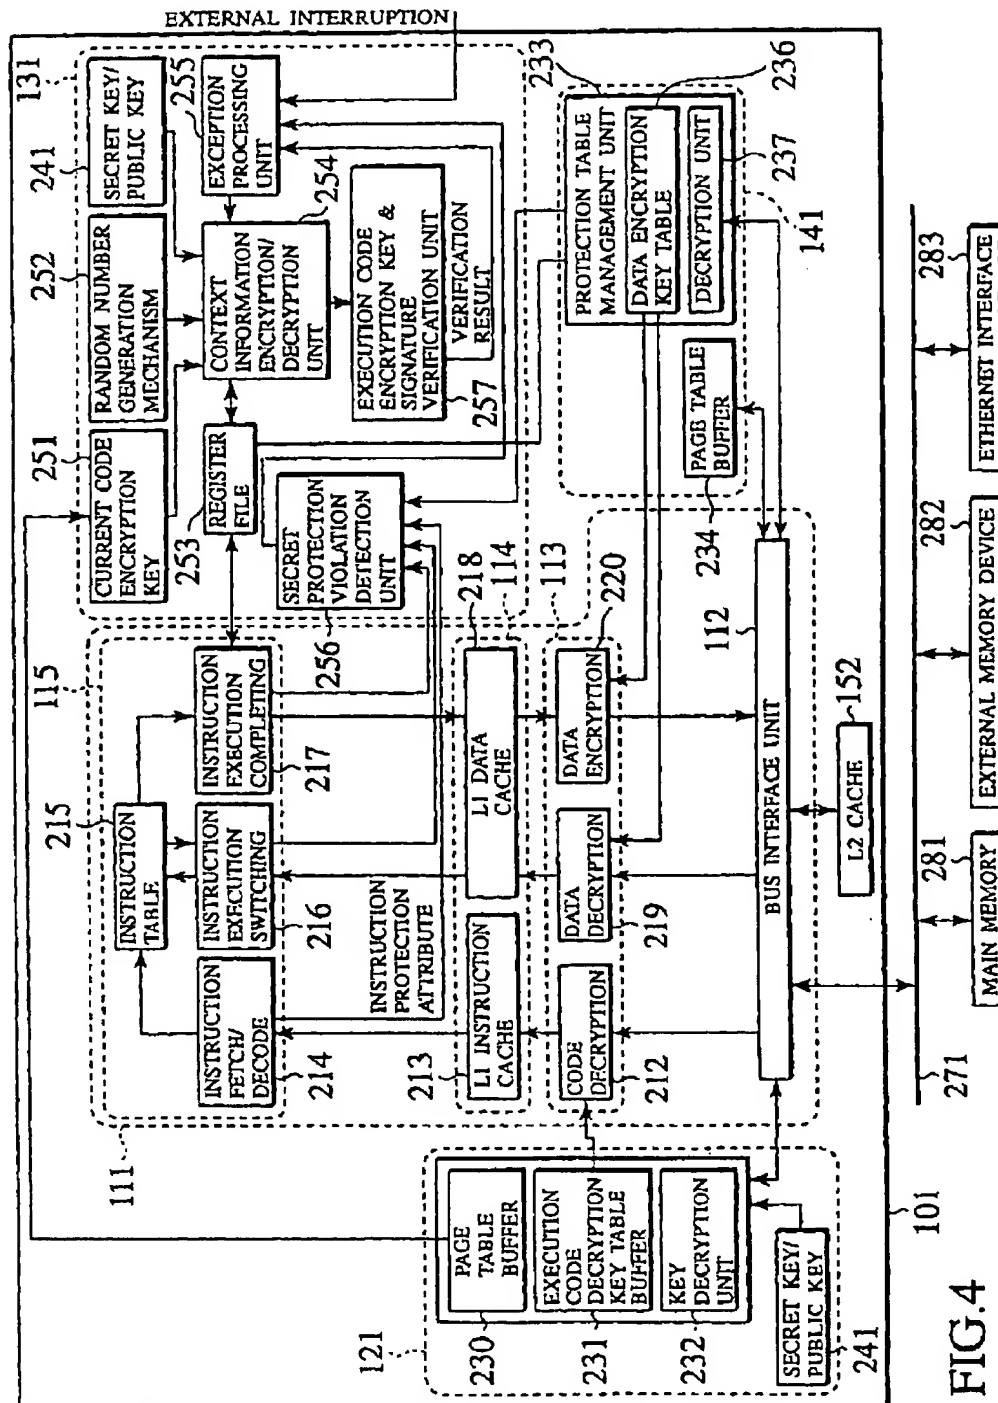 EXTERNAL INTERRUPTION
131
241
SECRET KEY/
PUBLIC KEY
255
EXCEPTION
PROCESSING
UNIT
252
RANDOM NUMBER
GENERATION
MECHANISM
254
CONTEXT
INFORMATION
ENCRYPTION/
DECRYPTION
UNIT
EXECUTION CODE
ENCRYPTION KEY &
SIGNATURE
VERIFICATION UNIT
257
VERIFICATION
RESULT
251
CURRENT CODE
ENCRYPTION
KEY
253
REGISTER
FILE
SECRET
PROTECTION
VIOLATION
DETECTION
UNIT
256
233
236
PROTECTION TABLE
MANAGEMENT UNIT
DATA ENCRYPTION
KEY TABLE
DECRYPTION UNIT
237
141
PAGE TABLE
BUFFER
234
115
215
INSTRUCTION
TABLE
INSTRUCTION
EXECUTION
COMPLETING
217
INSTRUCTION
EXECUTION
SWITCHING
216
INSTRUCTION
FETCH/
DECODE
214
111
INSTRUCTION
PROTECTION
ATTRIBUTE
218
114
L1 DATA
CACHE
213
L1 INSTRUCTION
CACHE
113
220
DATA
ENCRYPTION
DATA
DECRYPTION
219
CODE
DECRYPTION
212
112
BUS INTERFACE UNIT
152
L2 CACHE
121
PAGE
TABLE
BUFFER
230
EXECUTION
CODE
DECRYPTION
KEY TABLE
BUFFER
231
KEY
DECRYPTION
UNIT
232
SECRET KEY/
PUBLIC KEY
241
101
271
281
MAIN MEMORY
282
EXTERNAL MEMORY DEVICE
283
ETHERNET INTERFACE
FIG.4